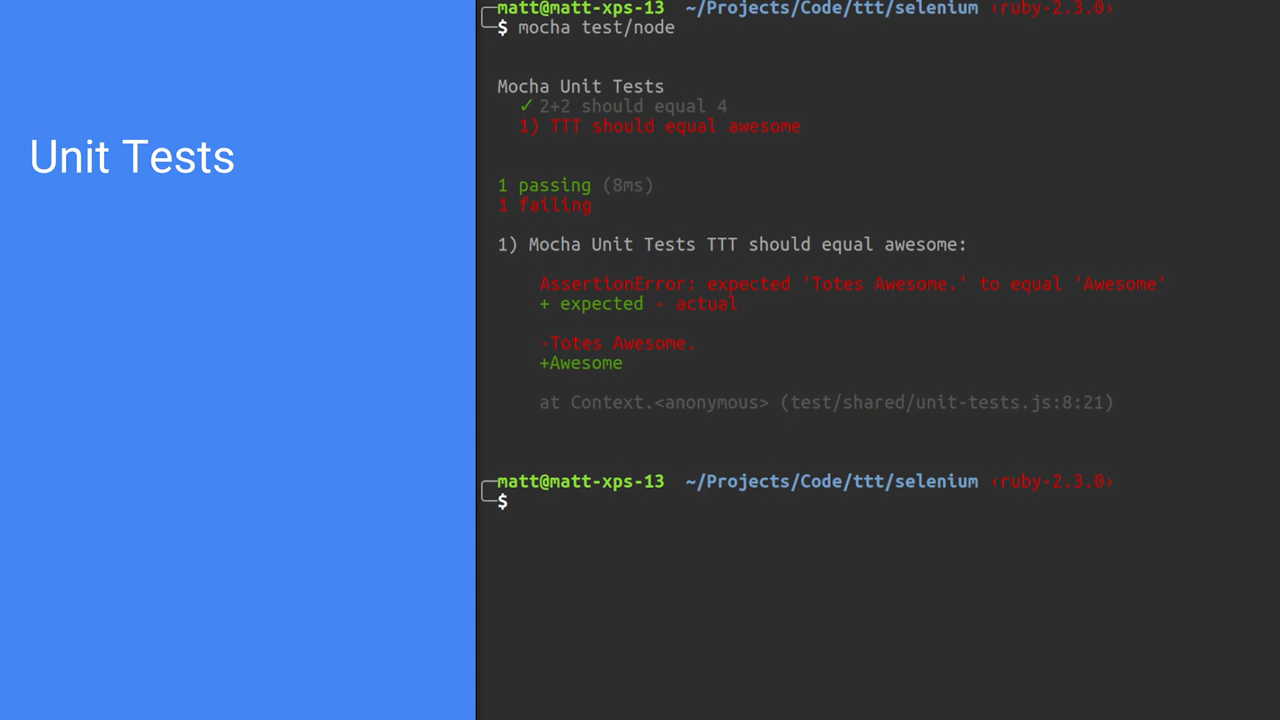 Unit Tests
matt@matt-xps-13 ~/Projects/Code/ttt/selenium ‹ruby-2.3.0›
$ mocha test/node
Mocha Unit Tests
✓ 2+2 should equal 4
1) TTT should equal awesome
1 passing (8ms)
1 failing
1) Mocha Unit Tests TTT should equal awesome:
AssertionError: expected 'Totes Awesome.' to equal 'Awesome'
+ expected - actual
-Totes Awesome.
+Awesome
at Context.<anonymous> (test/shared/unit-tests.js:8:21)
matt@matt-xps-13 ~/Projects/Code/ttt/selenium ‹ruby-2.3.0›
$